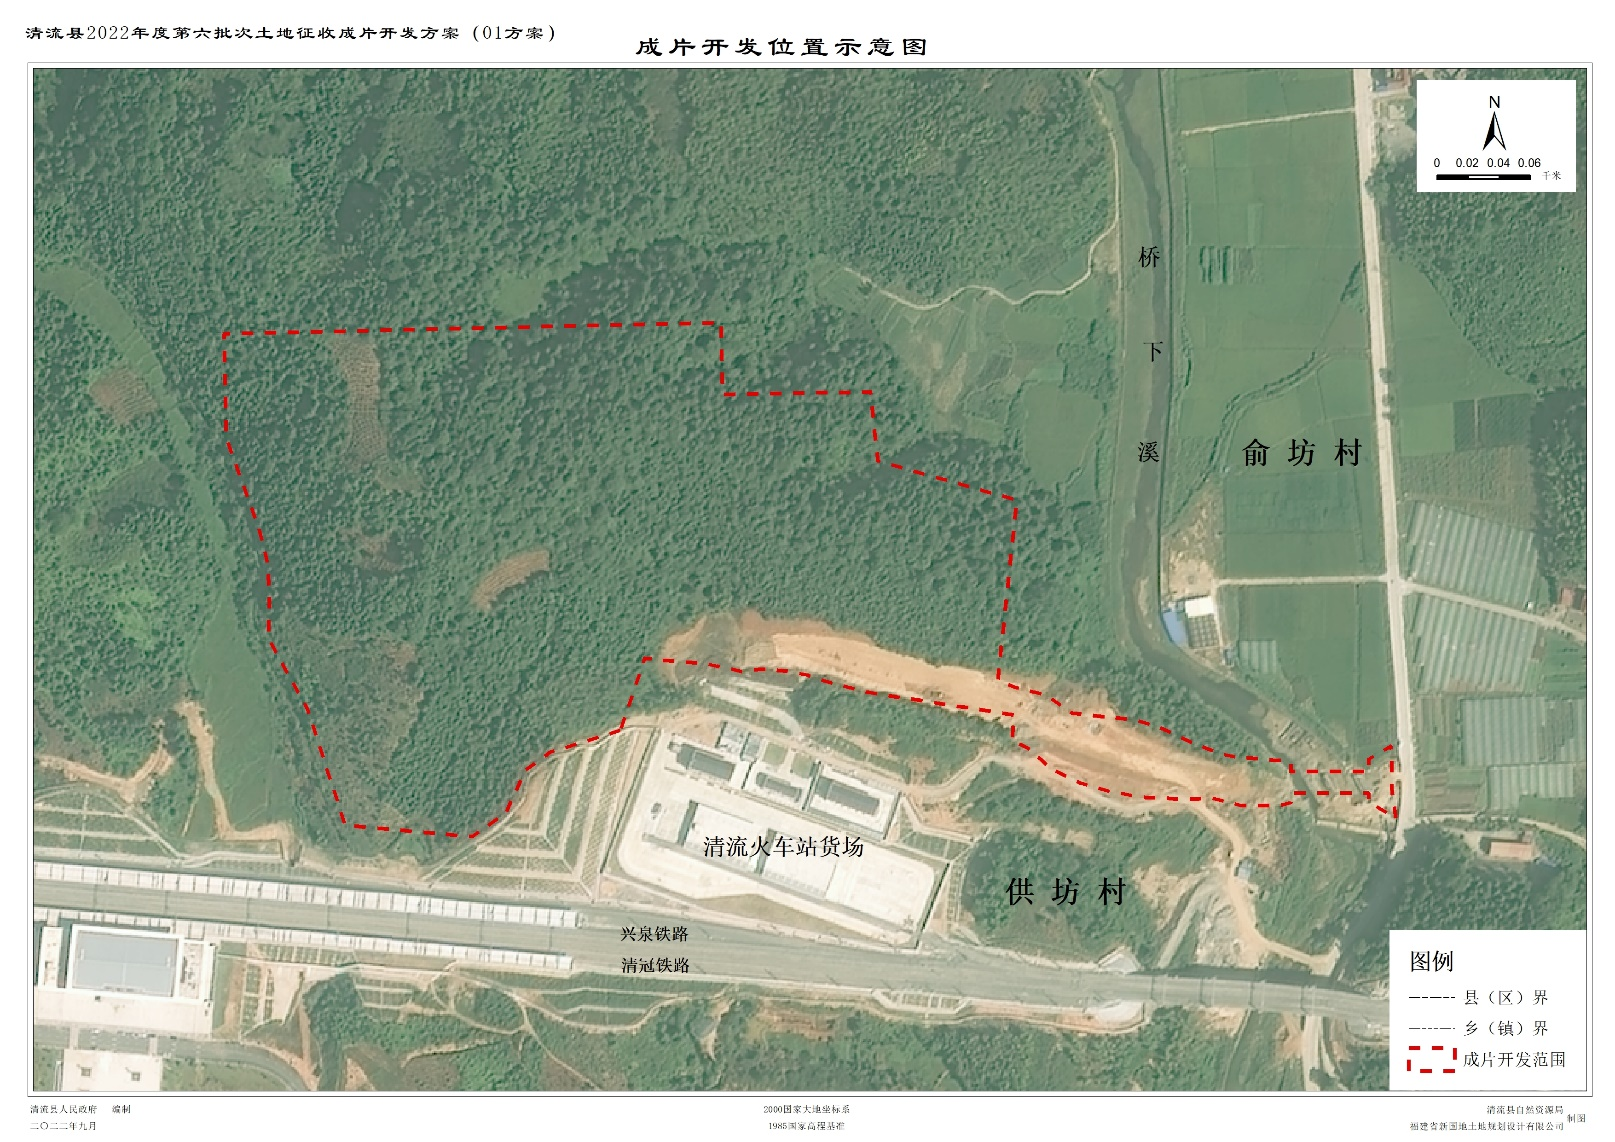 清流县2022年度第六批次土地征收成片开发方案（01方案）
成片开发位置示意图
N
0 0.02 0.04 0.06
千米
桥下溪
俞坊村
清流火车站货场
供坊村
兴泉铁路
清冠铁路
图例
县（区）界
乡（镇）界
成片开发范围
清流县人民政府 编制
二〇二二年九月
2000国家大地坐标系
1985国家高程基准
清流县自然资源局
福建省新国地土地规划设计有限公司 制图